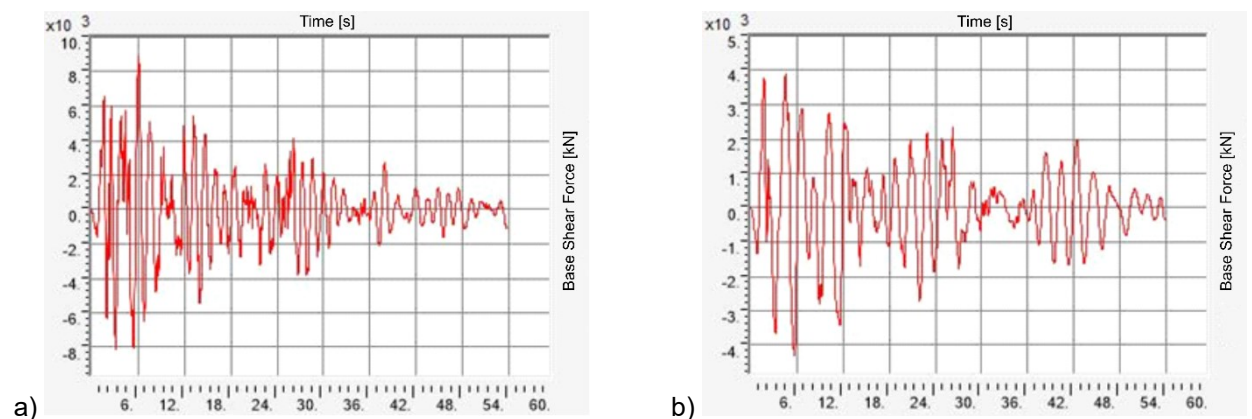 x10 3 Time [s]
10.
8.
6.
4.
2.
0.
-2.
-4.
-6.
-8.
Base Shear Force [kN]
6. 12. 18. 24. 30. 36. 42. 48. 54. 60.
a)
x10 3 Time [s]
5.
4.
3.
2.
1.
0.
-1.
-2.
-3.
-4.
Base Shear Force [kN]
6. 12. 18. 24. 30. 36. 42. 48. 54. 60.
b)